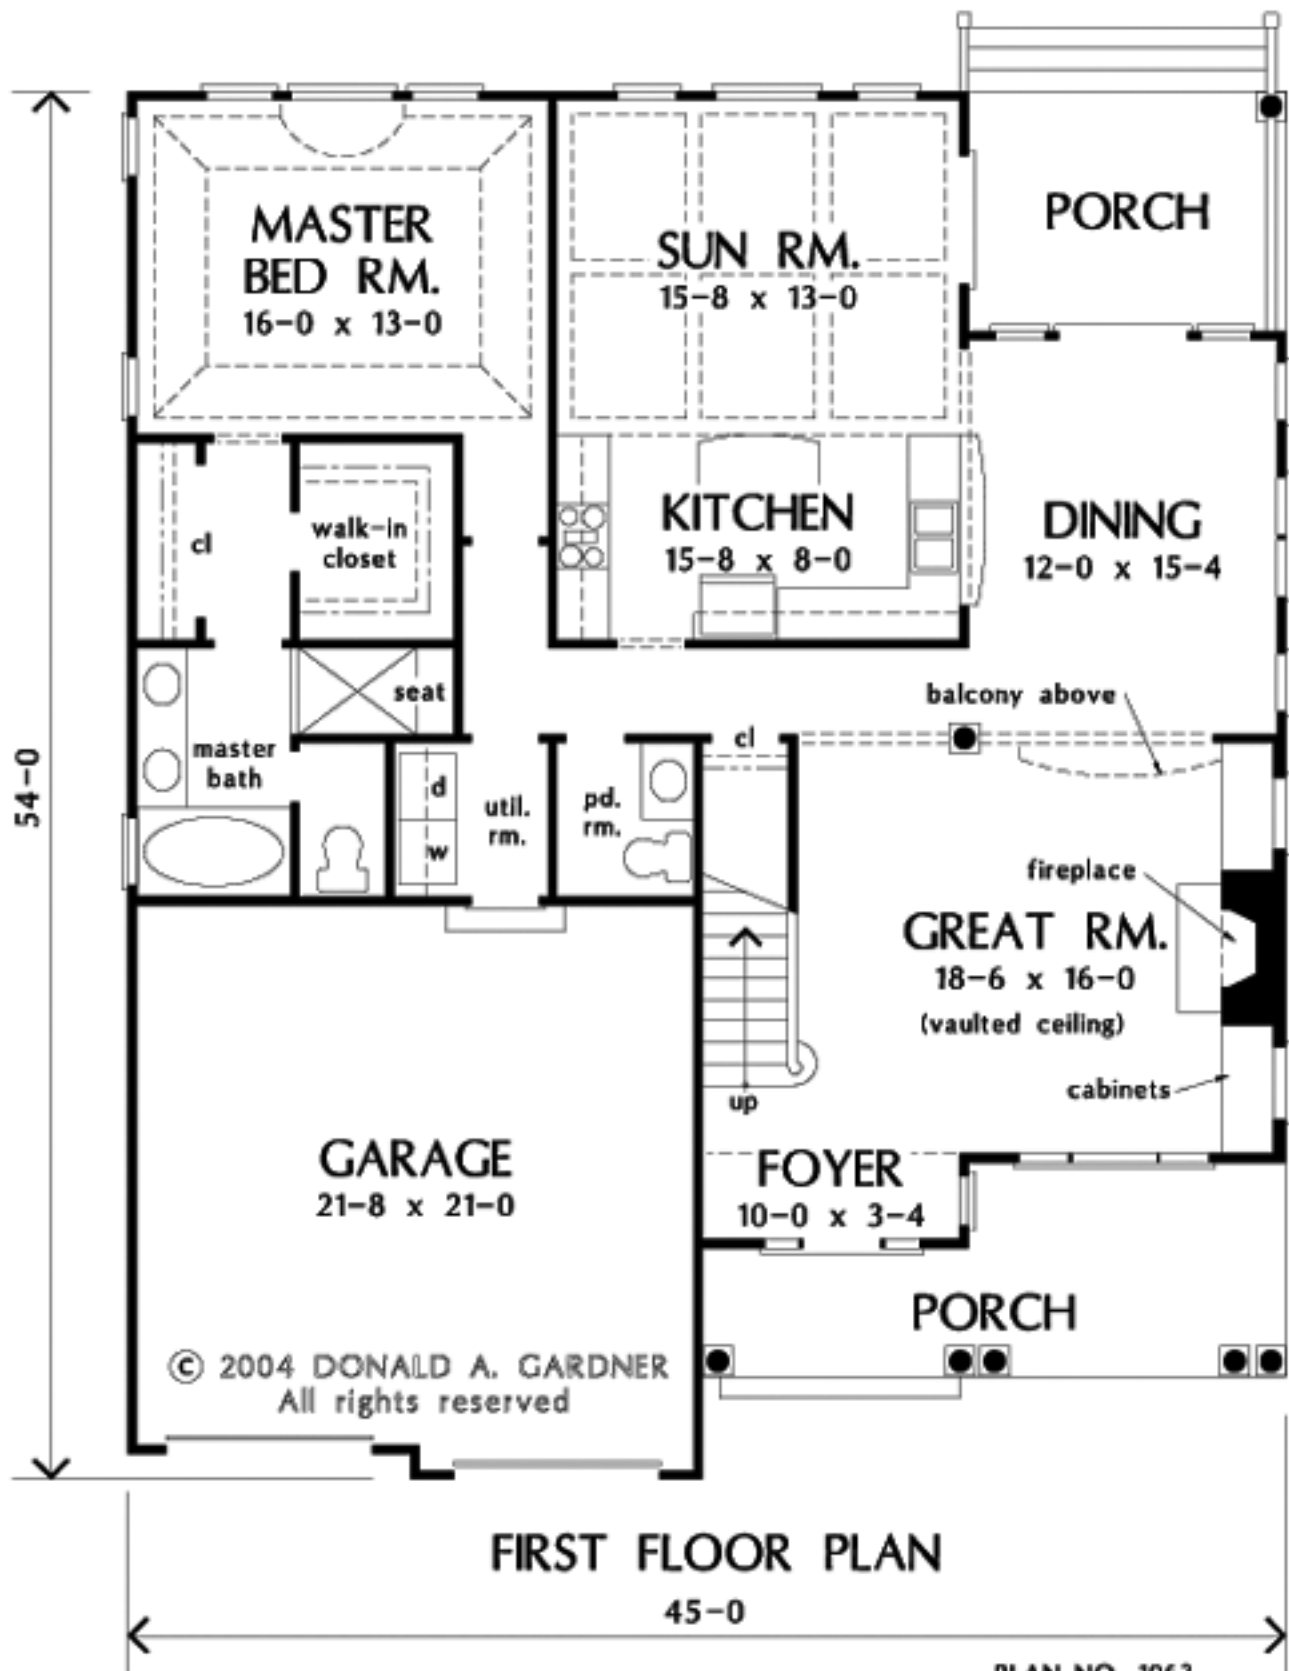 MASTER
BED RM.
16-0 x 13-0
SUN RM.
15-8 x 13-0
PORCH
cl
walk-in
closet
KITCHEN
15-8 x 8-0
DINING
12-0 x 15-4
seat
balcony above
master
bath
d
w
util.
rm.
pd.
rm.
cl
54-0
fireplace
GREAT RM.
18-6 x 16-0
(vaulted ceiling)
cabinets
up
GARAGE
21-8 x 21-0
FOYER
10-0 x 3-4
PORCH
© 2004 DONALD A. GARDNER
All rights reserved
FIRST FLOOR PLAN
45-0
PLAN NO.